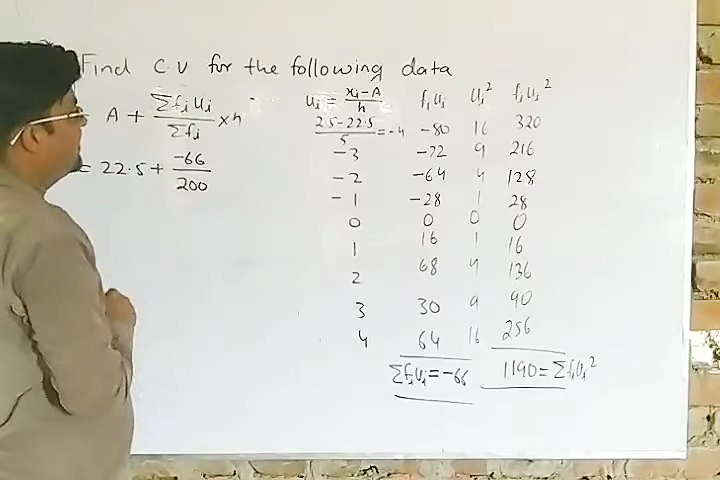 Find CV for the following data
A + Σfiui / Σfi × h
= 22.5 + -66 / 200
ui = xi-A / h fiui ui² fiui²
2.5-22.5 / 5 = -4 -80 16 320
-3 -72 9 216
-2 -64 4 128
-1 -28 1 28
0 0 0 0
1 16 1 16
2 68 4 136
3 30 9 90
4 64 16 256
Σfiui = -66 1190 = Σfiui²